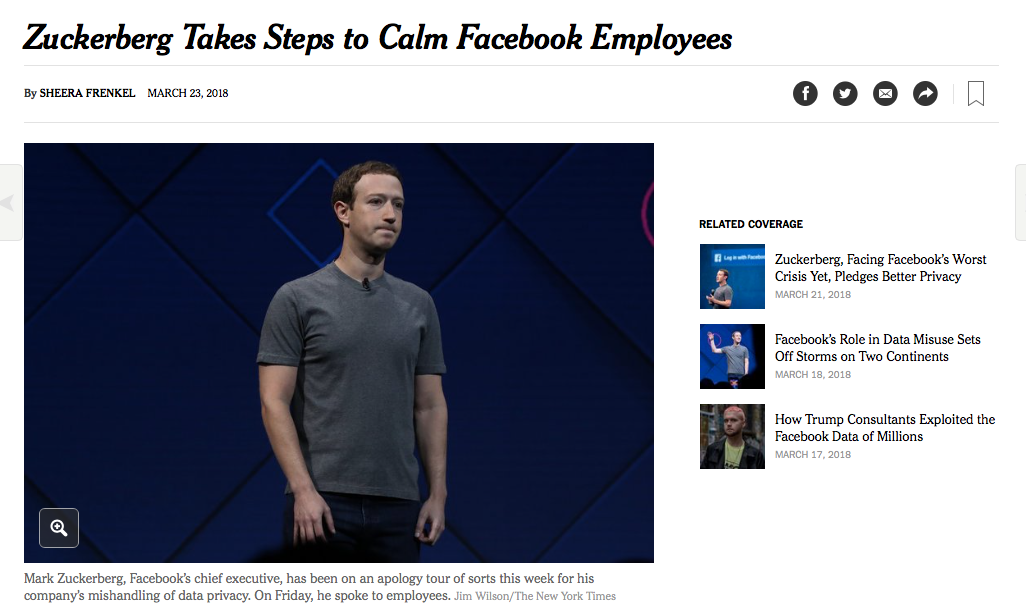 Zuckerberg Takes Steps to Calm Facebook Employees
By SHEERA FRENKEL MARCH 23, 2018
RELATED COVERAGE
Log in with Facebook
Zuckerberg, Facing Facebook’s Worst
Crisis Yet, Pledges Better Privacy
MARCH 21, 2018
Facebook’s Role in Data Misuse Sets
Off Storms on Two Continents
MARCH 18, 2018
How Trump Consultants Exploited the
Facebook Data of Millions
MARCH 17, 2018
Mark Zuckerberg, Facebook’s chief executive, has been on an apology tour of sorts this week for his
company’s mishandling of data privacy. On Friday, he spoke to employees. Jim Wilson/The New York Times